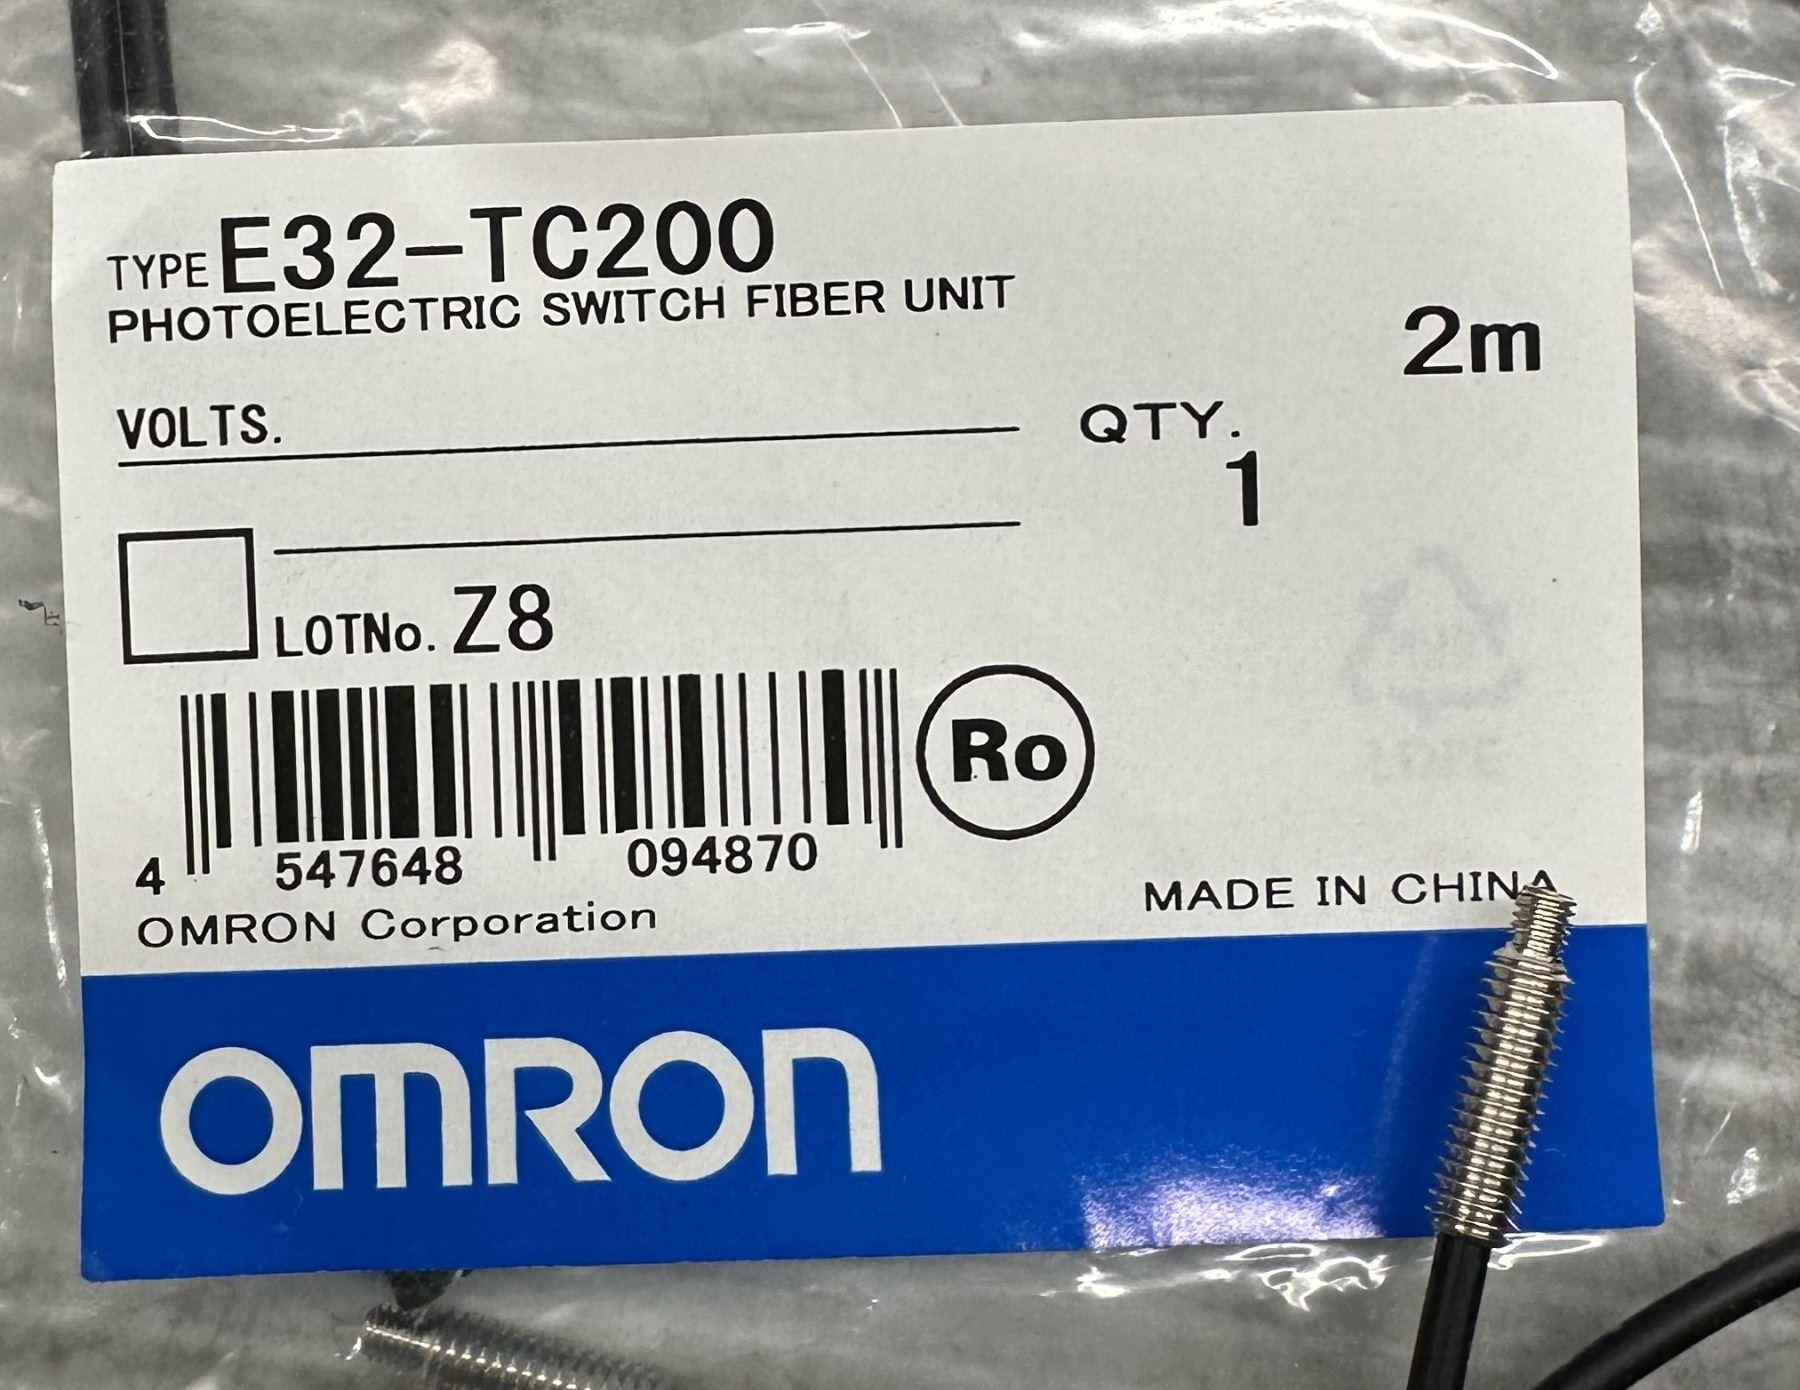 TYPE E32-TC200
PHOTOELECTRIC SWITCH FIBER UNIT
2m
VOLTS.
QTY.
1
LOTNo. Z8
Ro
4 547648 094870
OMRON Corporation
MADE IN CHINA
OMRON